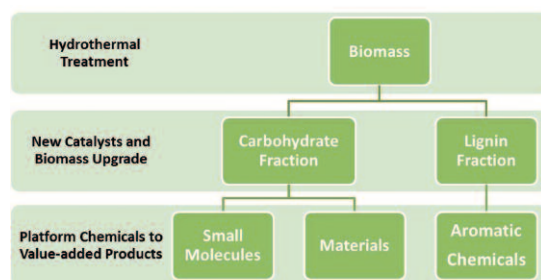 Hydrothermal
Treatment
Biomass
New Catalysts and
Biomass Upgrade
Carbohydrate
Fraction
Lignin
Fraction
Platform Chemicals to
Value-added Products
Small
Molecules
Materials
Aromatic
Chemicals